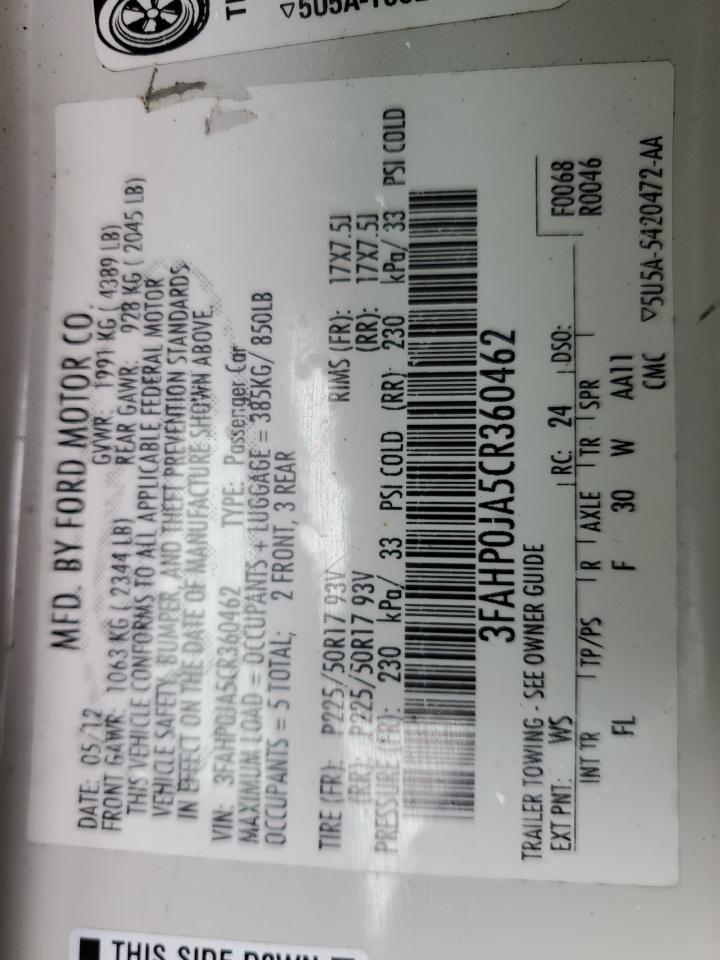 MFD. BY FORD MOTOR CO.
DATE: 05/12 GVWR: 1991 KG ( 4389 LB)
FRONT GAWR: 1063 KG ( 2344 LB) REAR GAWR: 928 KG ( 2045 LB)
THIS VEHICLE CONFORMS TO ALL APPLICABLE FEDERAL MOTOR
VEHICLE SAFETY, BUMPER, AND THEFT PREVENTION STANDARDS
IN EFFECT ON THE DATE OF MANUFACTURE SHOWN ABOVE.
VIN: 3FAHP0JA5CR360462 TYPE: Passenger Car
MAXIMUM LOAD = OCCUPANTS + LUGGAGE = 385KG/ 850LB
OCCUPANTS = 5 TOTAL; 2 FRONT, 3 REAR
TIRE (FR): P225/50R17 93V RIMS (FR): 17X7.5J
(RR): P225/50R17 93V (RR): 17X7.5J
PRESSURE (FR): 230 kPa/ 33 PSI COLD (RR) 230 kPa/ 33 PSI COLD
3FAHP0JA5CR360462
TRAILER TOWING - SEE OWNER GUIDE
EXT PNT: WS RC: 24 DSO: F0068
R0046
INT TR TP/PS R AXLE TR SPR
FL F 30 W AA11
CMC ▽5U5A-5420472-AA
THIS SIDE DOWN